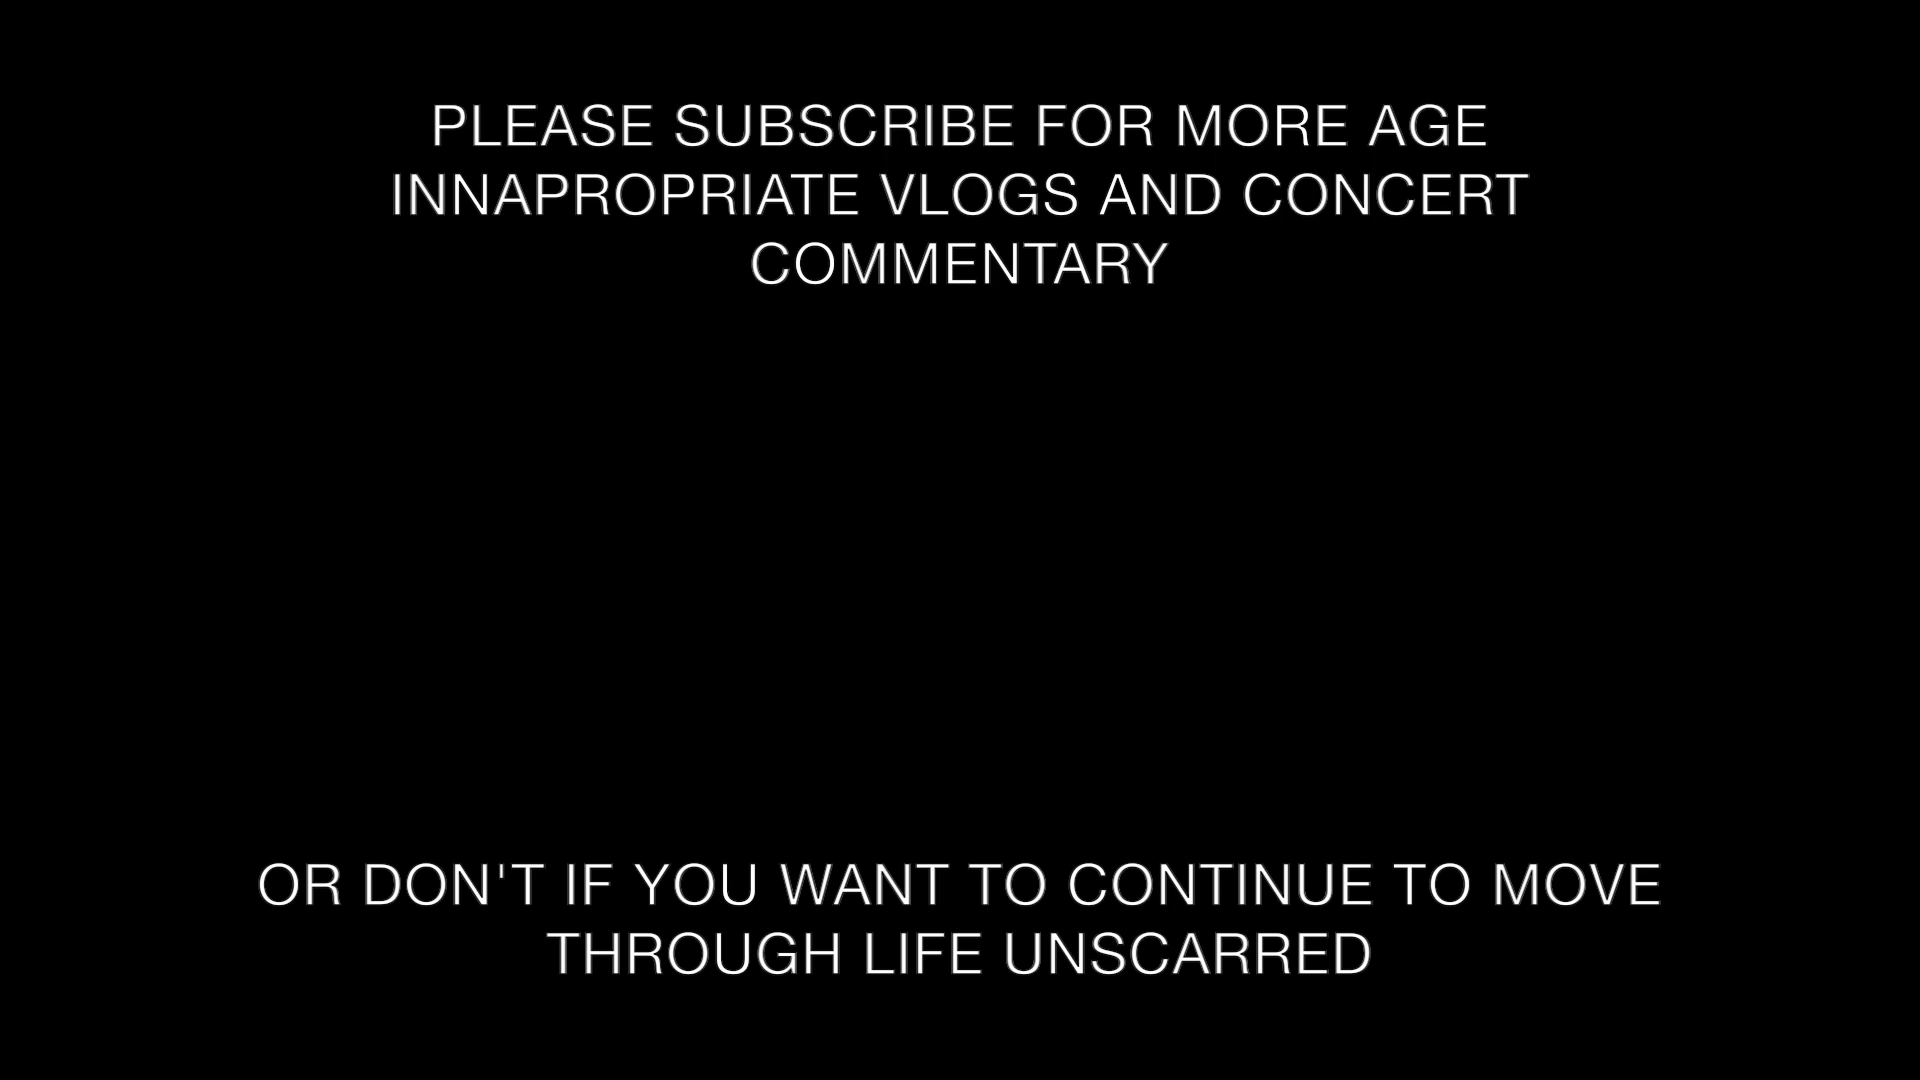 PLEASE SUBSCRIBE FOR MORE AGE
INNAPROPRIATE VLOGS AND CONCERT
COMMENTARY
OR DON'T IF YOU WANT TO CONTINUE TO MOVE
THROUGH LIFE UNSCARRED